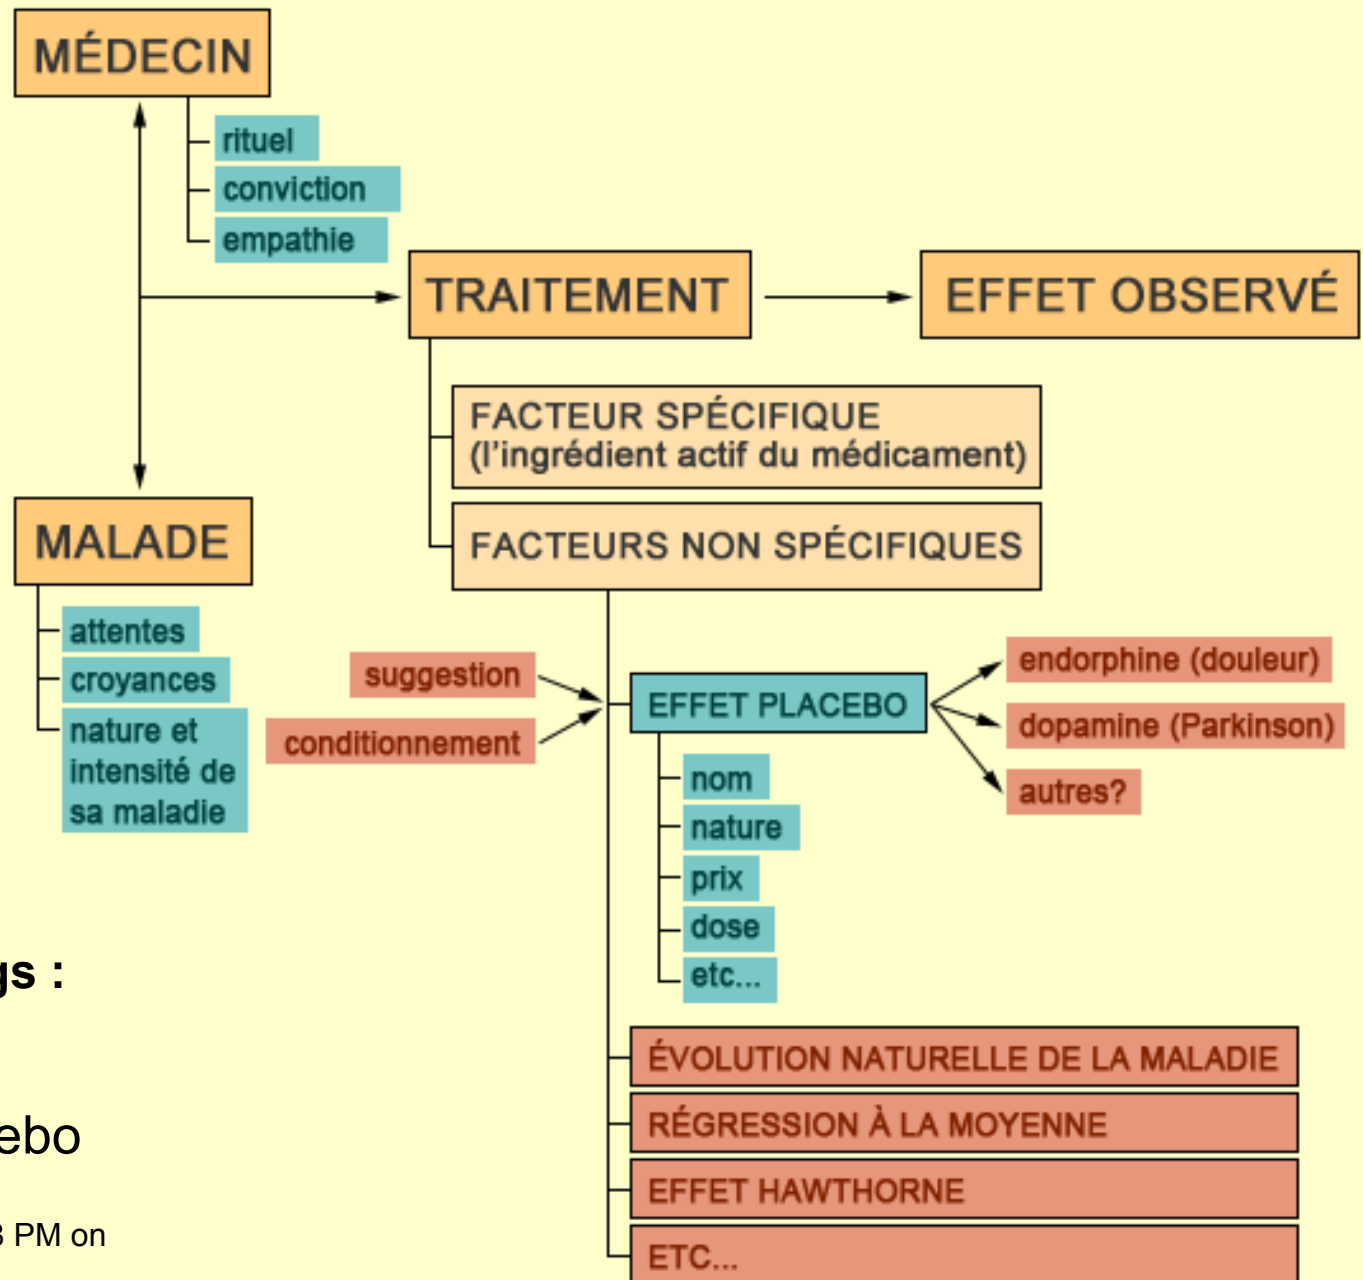 MÉDECIN
rituel
conviction
empathie
TRAITEMENT
EFFET OBSERVÉ
FACTEUR SPÉCIFIQUE
(l'ingrédient actif du médicament)
FACTEURS NON SPÉCIFIQUES
MALADE
attentes
croyances
nature et
intensité de
sa maladie
suggestion
conditionnement
EFFET PLACEBO
endorphine (douleur)
dopamine (Parkinson)
autres?
nom
nature
prix
dose
etc...
gs :
ÉVOLUTION NATURELLE DE LA MALADIE
RÉGRESSION À LA MOYENNE
ebo
EFFET HAWTHORNE
PM on
ETC...